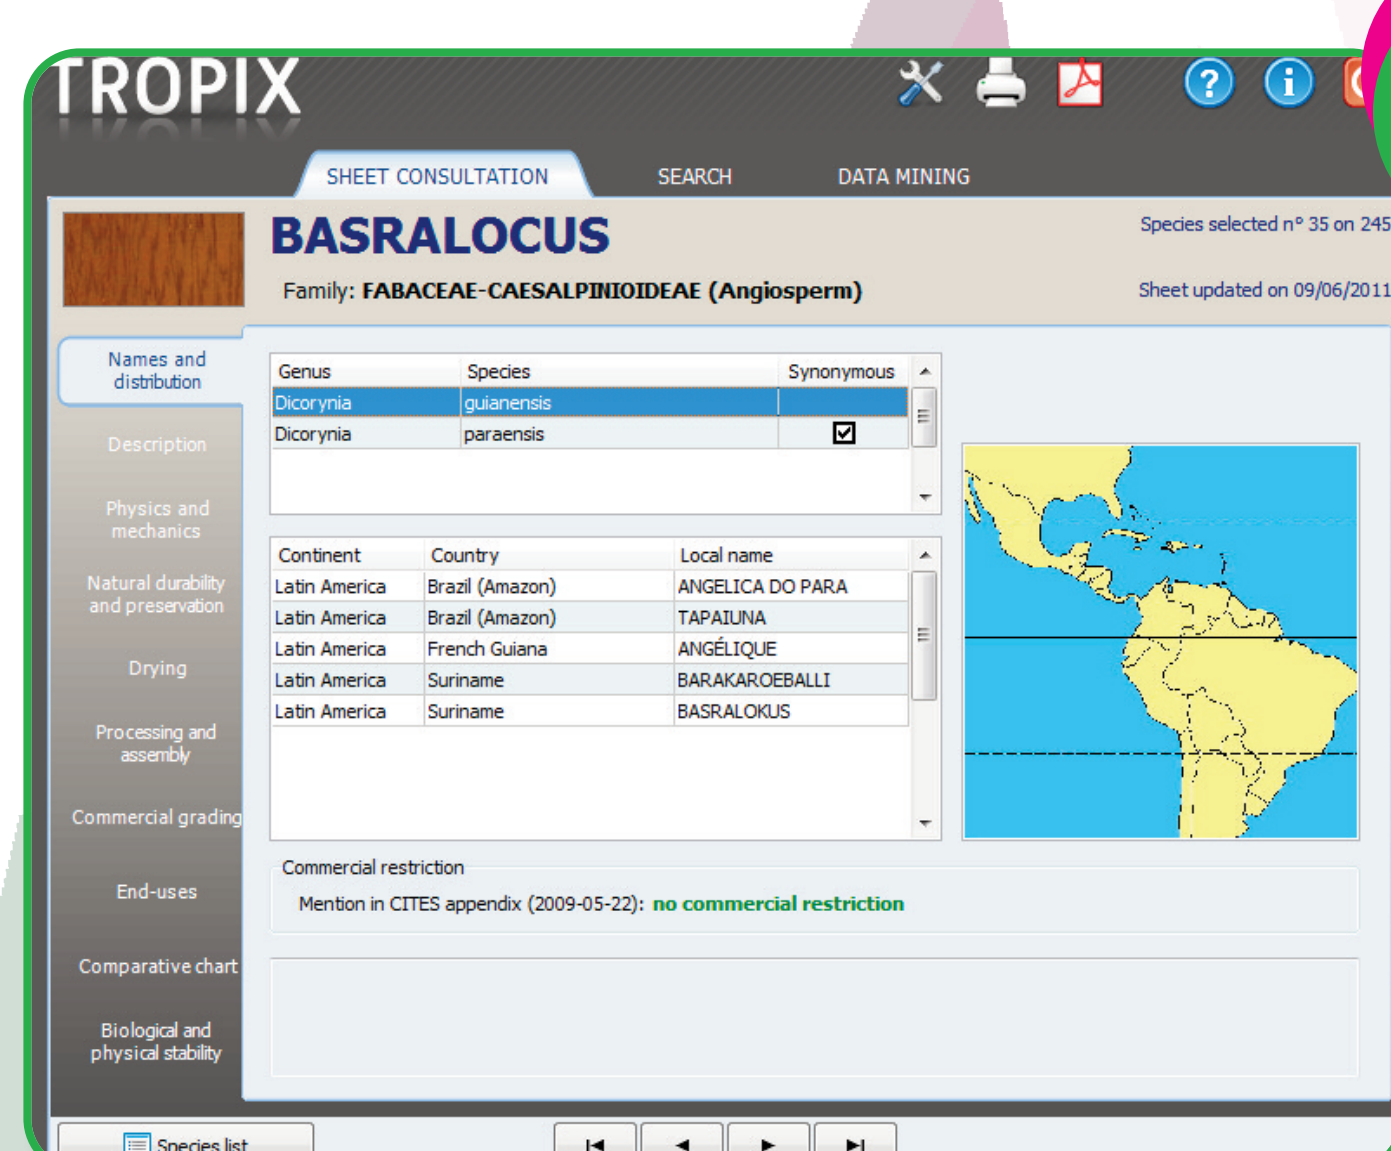 TROPIX
SHEET CONSULTATION SEARCH DATA MINING
BASRALOCUS
Species selected n° 35 on 245
Family: FABACEAE-CAESALPINIOIDEAE (Angiosperm)
Sheet updated on 09/06/2011
Names and
distribution
Description
Physics and
mechanics
Natural durability
and preservation
Drying
Processing and
assembly
Commercial grading
End-uses
Comparative chart
Biological and
physical stability
Genus Species Synonymous
Dicorynia guianensis
Dicorynia paraensis
Continent Country Local name
Latin America Brazil (Amazon) ANGELICA DO PARA
Latin America Brazil (Amazon) TAPAIUNA
Latin America French Guiana ANGÉLIQUE
Latin America Suriname BARAKAROEBALLI
Latin America Suriname BASRALOKUS
Commercial restriction
Mention in CITES appendix (2009-05-22): no commercial restriction
Species list